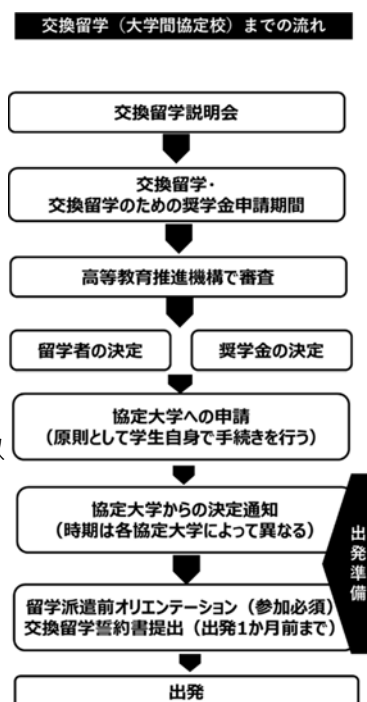 交換留学（大学間協定校）までの流れ
交換留学説明会
交換留学・
交換留学のための奨学金申請期間
高等教育推進機構で審査
留学者の決定
奨学金の決定
協定大学への申請
（原則として学生自身で手続きを行う）
協定大学からの決定通知
（時期は各協定大学によって異なる）
出発準備
留学派遣前オリエンテーション（参加必須）
交換留学誓約書提出（出発1か月前まで）
出発